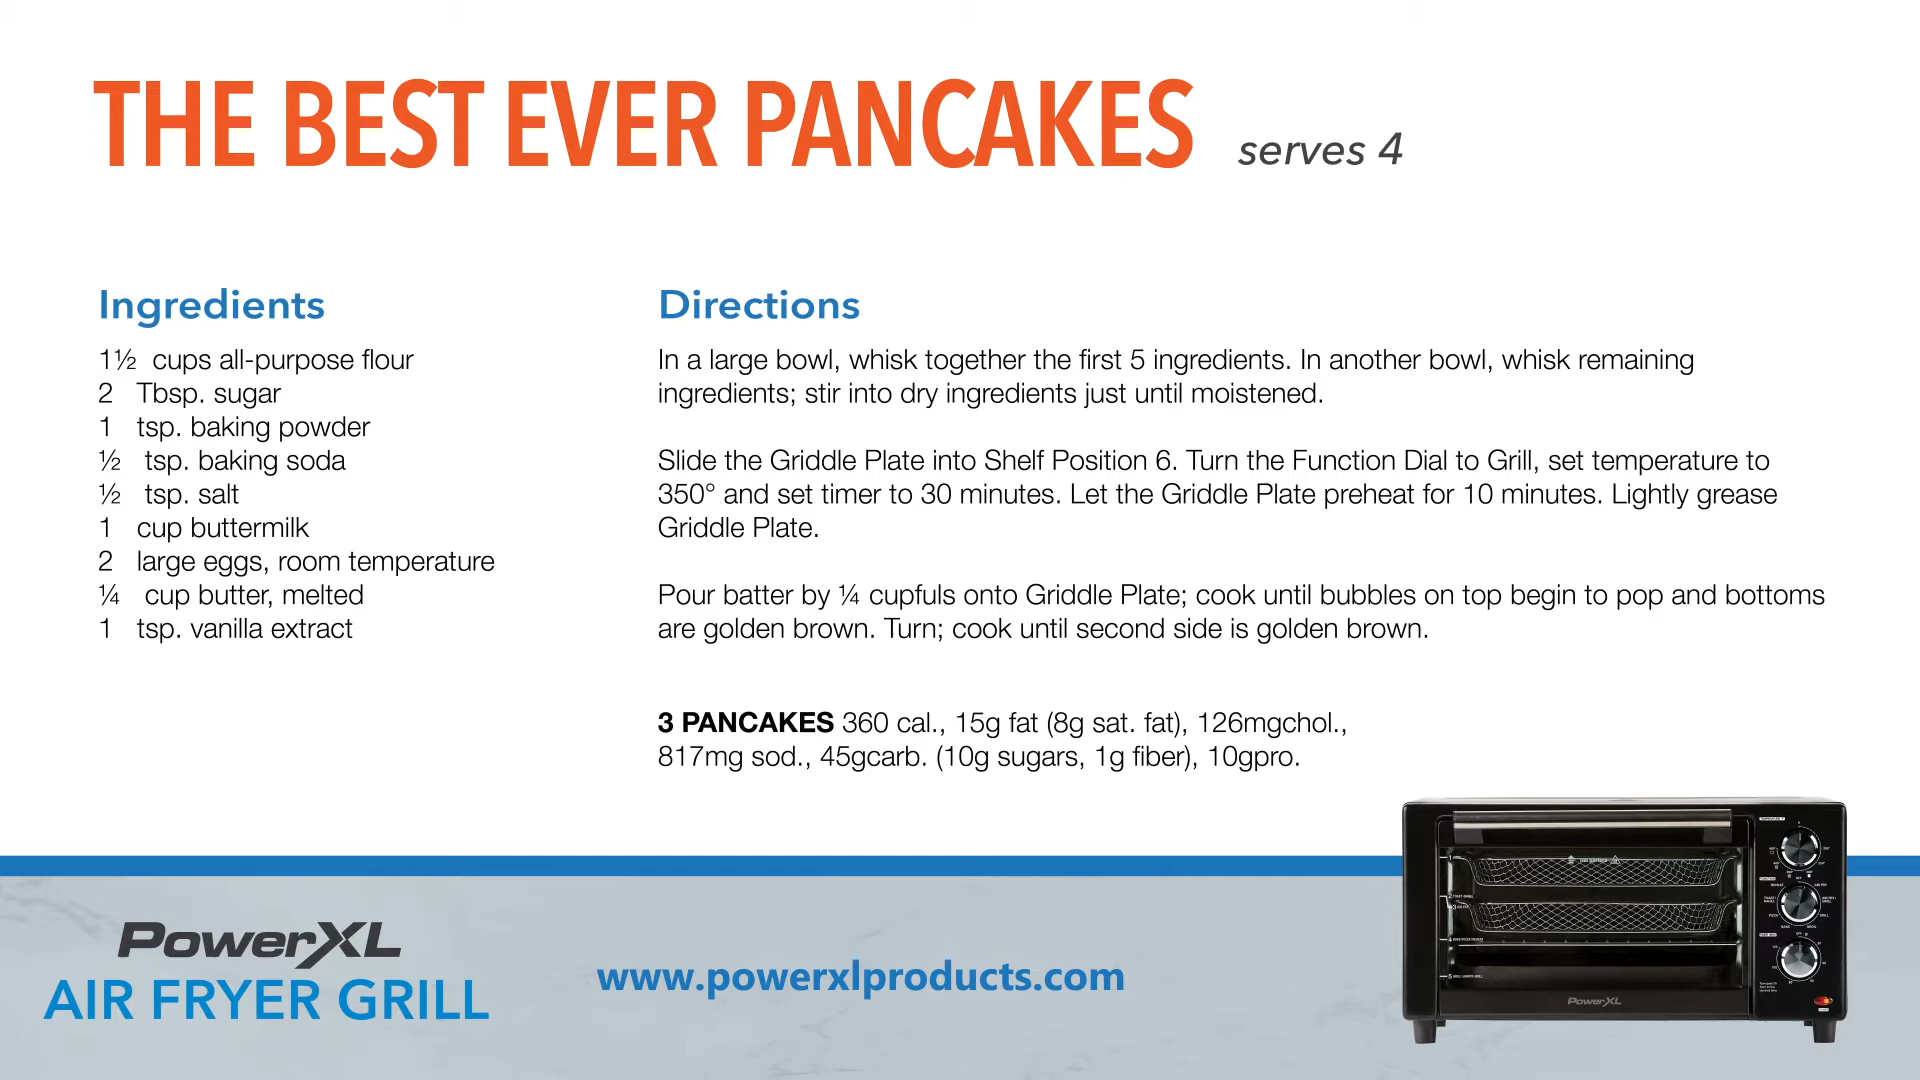 THE BEST EVER PANCAKES serves 4
Ingredients
1½ cups all-purpose flour
2 Tbsp. sugar
1 tsp. baking powder
½ tsp. baking soda
½ tsp. salt
1 cup buttermilk
2 large eggs, room temperature
¼ cup butter, melted
1 tsp. vanilla extract
Directions
In a large bowl, whisk together the first 5 ingredients. In another bowl, whisk remaining
ingredients; stir into dry ingredients just until moistened.
Slide the Griddle Plate into Shelf Position 6. Turn the Function Dial to Grill, set temperature to
350° and set timer to 30 minutes. Let the Griddle Plate preheat for 10 minutes. Lightly grease
Griddle Plate.
Pour batter by ¼ cupfuls onto Griddle Plate; cook until bubbles on top begin to pop and bottoms
are golden brown. Turn; cook until second side is golden brown.
3 PANCAKES 360 cal., 15g fat (8g sat. fat), 126mgchol.,
817mg sod., 45gcarb. (10g sugars, 1g fiber), 10gpro.
PowerXL
AIR FRYER GRILL
www.powerxlproducts.com
PowerXL